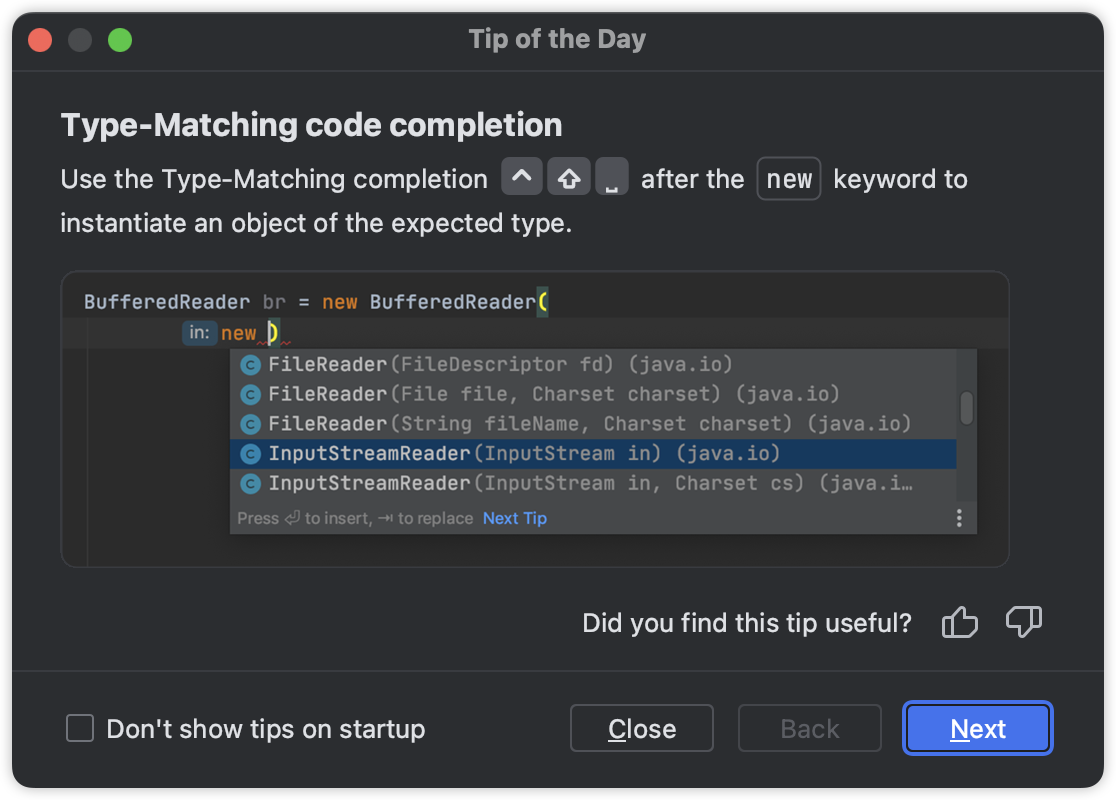 Tip of the Day
Type-Matching code completion
Use the Type-Matching completion ⌃ ⇧ ␣ after the new keyword to
instantiate an object of the expected type.
BufferedReader br = new BufferedReader(
in: new )
C FileReader(FileDescriptor fd) (java.io)
C FileReader(File file, Charset charset) (java.io)
C FileReader(String fileName, Charset charset) (java.io)
C InputStreamReader(InputStream in) (java.io)
C InputStreamReader(InputStream in, Charset cs) (java.i…
Press ⏎ to insert, ⇥ to replace Next Tip
Did you find this tip useful?
Don't show tips on startup
Close Back Next